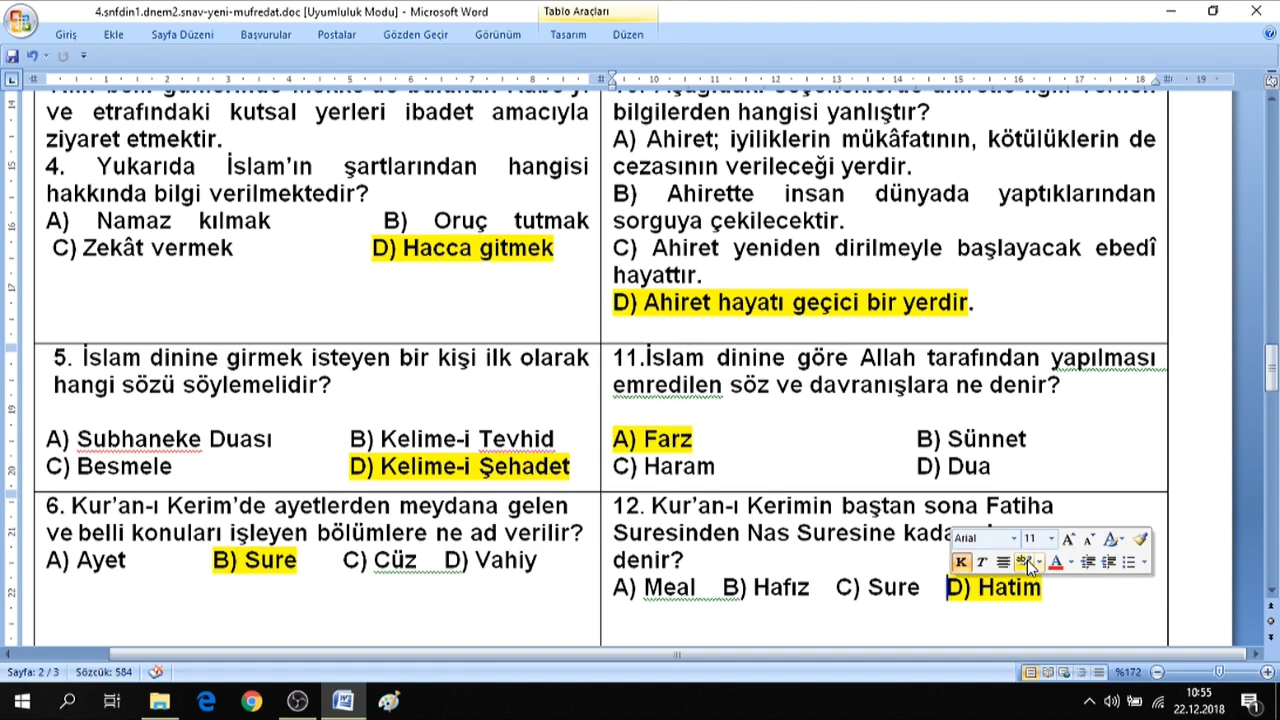 4.snfdin1.dnem2.snav-yeni-mufredat.doc [Uyumluluk Modu] - Microsoft Word
Tablo Araçları
Giriş Ekle Sayfa Düzeni Başvurular Postalar Gözden Geçir Görünüm Tasarım Düzen
ve etrafındaki kutsal yerleri ibadet amacıyla
ziyaret etmektir.
4. Yukarıda İslam’ın şartlarından hangisi
hakkında bilgi verilmektedir?
A) Namaz kılmak B) Oruç tutmak
C) Zekât vermek D) Hacca gitmek
5. İslam dinine girmek isteyen bir kişi ilk olarak
hangi sözü söylemelidir?
A) Subhaneke Duası B) Kelime-i Tevhid
C) Besmele D) Kelime-i Şehadet
6. Kur’an-ı Kerim’de ayetlerden meydana gelen
ve belli konuları işleyen bölümlere ne ad verilir?
A) Ayet B) Sure C) Cüz D) Vahiy
bilgilerden hangisi yanlıştır?
A) Ahiret; iyiliklerin mükâfatının, kötülüklerin de
cezasının verileceği yerdir.
B) Ahirette insan dünyada yaptıklarından
sorguya çekilecektir.
C) Ahiret yeniden dirilmeyle başlayacak ebedî
hayattır.
D) Ahiret hayatı geçici bir yerdir.
11.İslam dinine göre Allah tarafından yapılması
emredilen söz ve davranışlara ne denir?
A) Farz B) Sünnet
C) Haram D) Dua
12. Kur’an-ı Kerimin baştan sona Fatiha
Suresinden Nas Suresine
denir?
A) Meal B) Hafız C) Sure D) Hatim
Arial 11
Sayfa: 2 / 3 Sözcük: 584 %172
10:55
22.12.2018